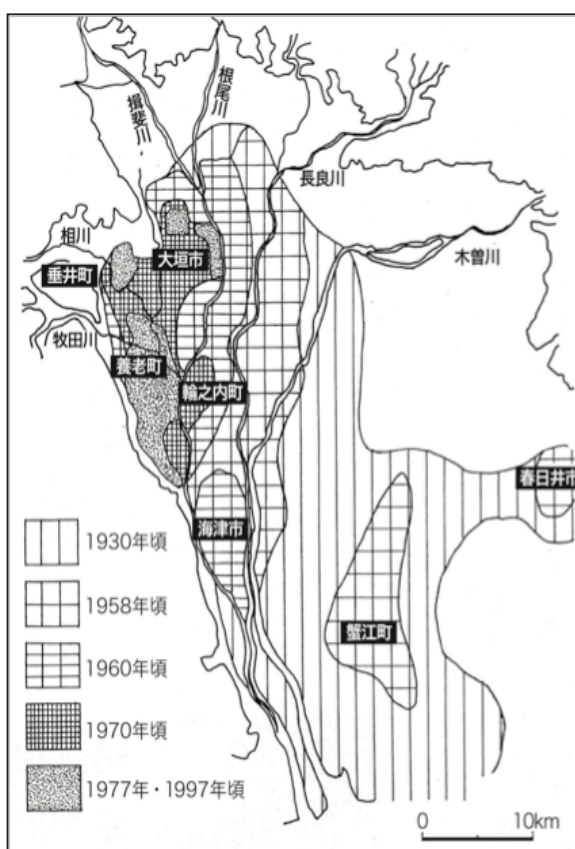 揖斐川
根尾川
長良川
相川
大垣市
木曽川
垂井町
牧田川
養老町
輪之内町
春日井市
海津市
蟹江町
1930年頃
1958年頃
1960年頃
1970年頃
1977年・1997年頃
0 10km